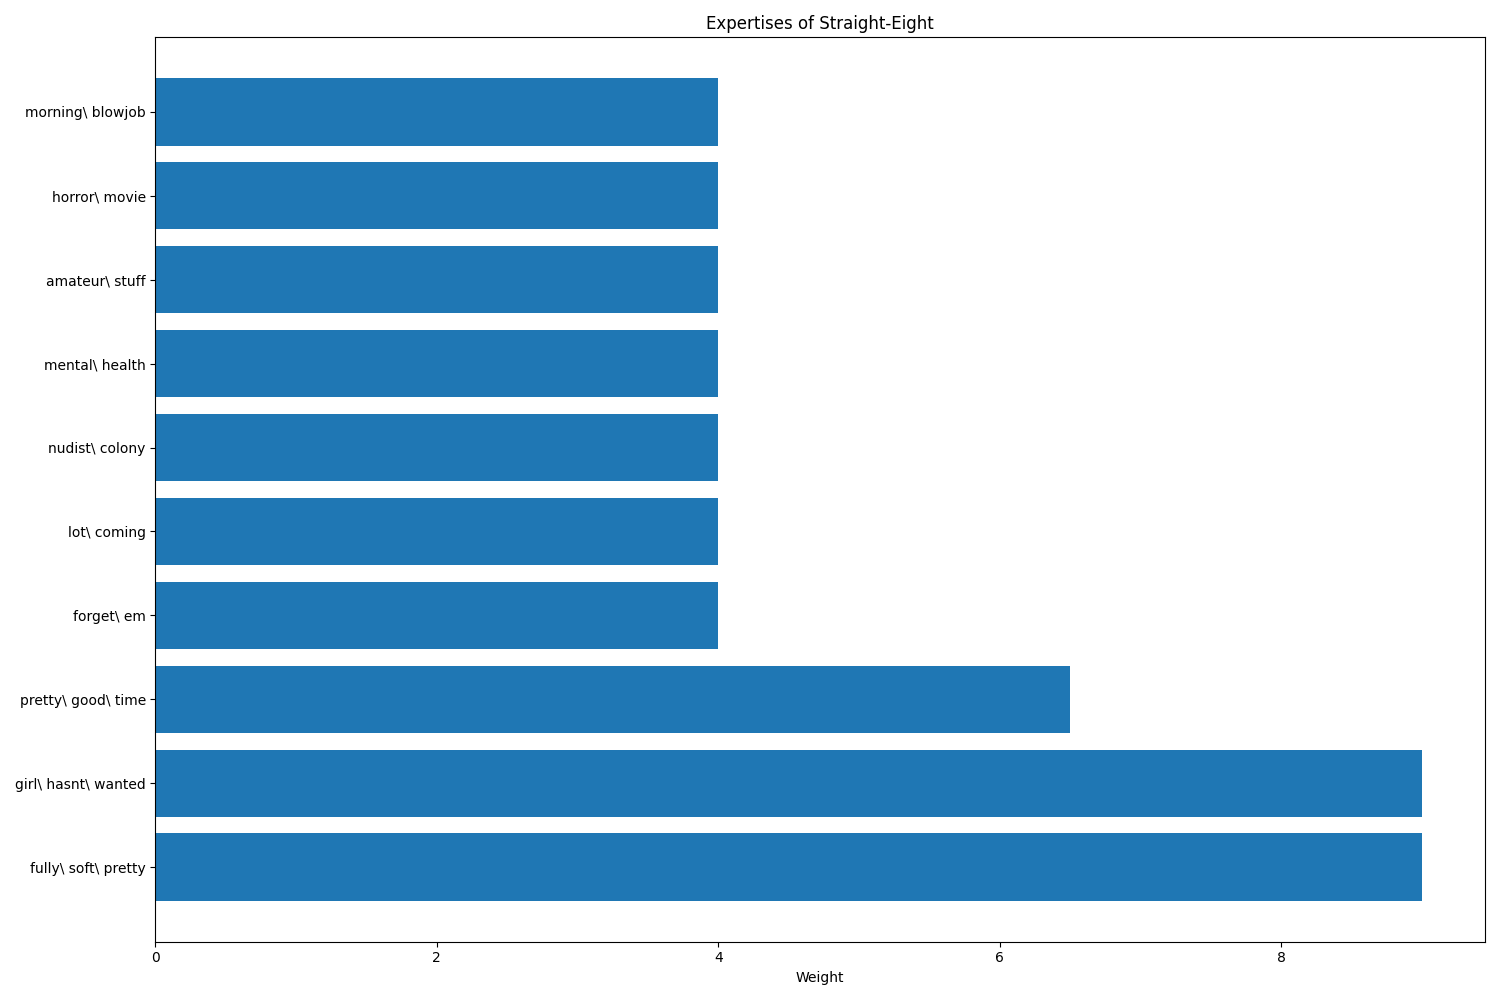 Expertises of Straight-Eight
morning\ blowjob
horror\ movie
amateur\ stuff
mental\ health
nudist\ colony
lot\ coming
forget\ em
pretty\ good\ time
girl\ hasnt\ wanted
fully\ soft\ pretty
0 2 4 6 8
Weight